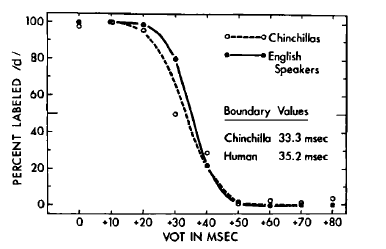 100
80
60
40
20
0
PERCENT LABELED /d/
Chinchillas
English
Speakers
Boundary Values
Chinchilla 33.3 msec
Human 35.2 msec
0 +10 +20 +30 +40 +50 +60 +70 +80
VOT IN MSEC